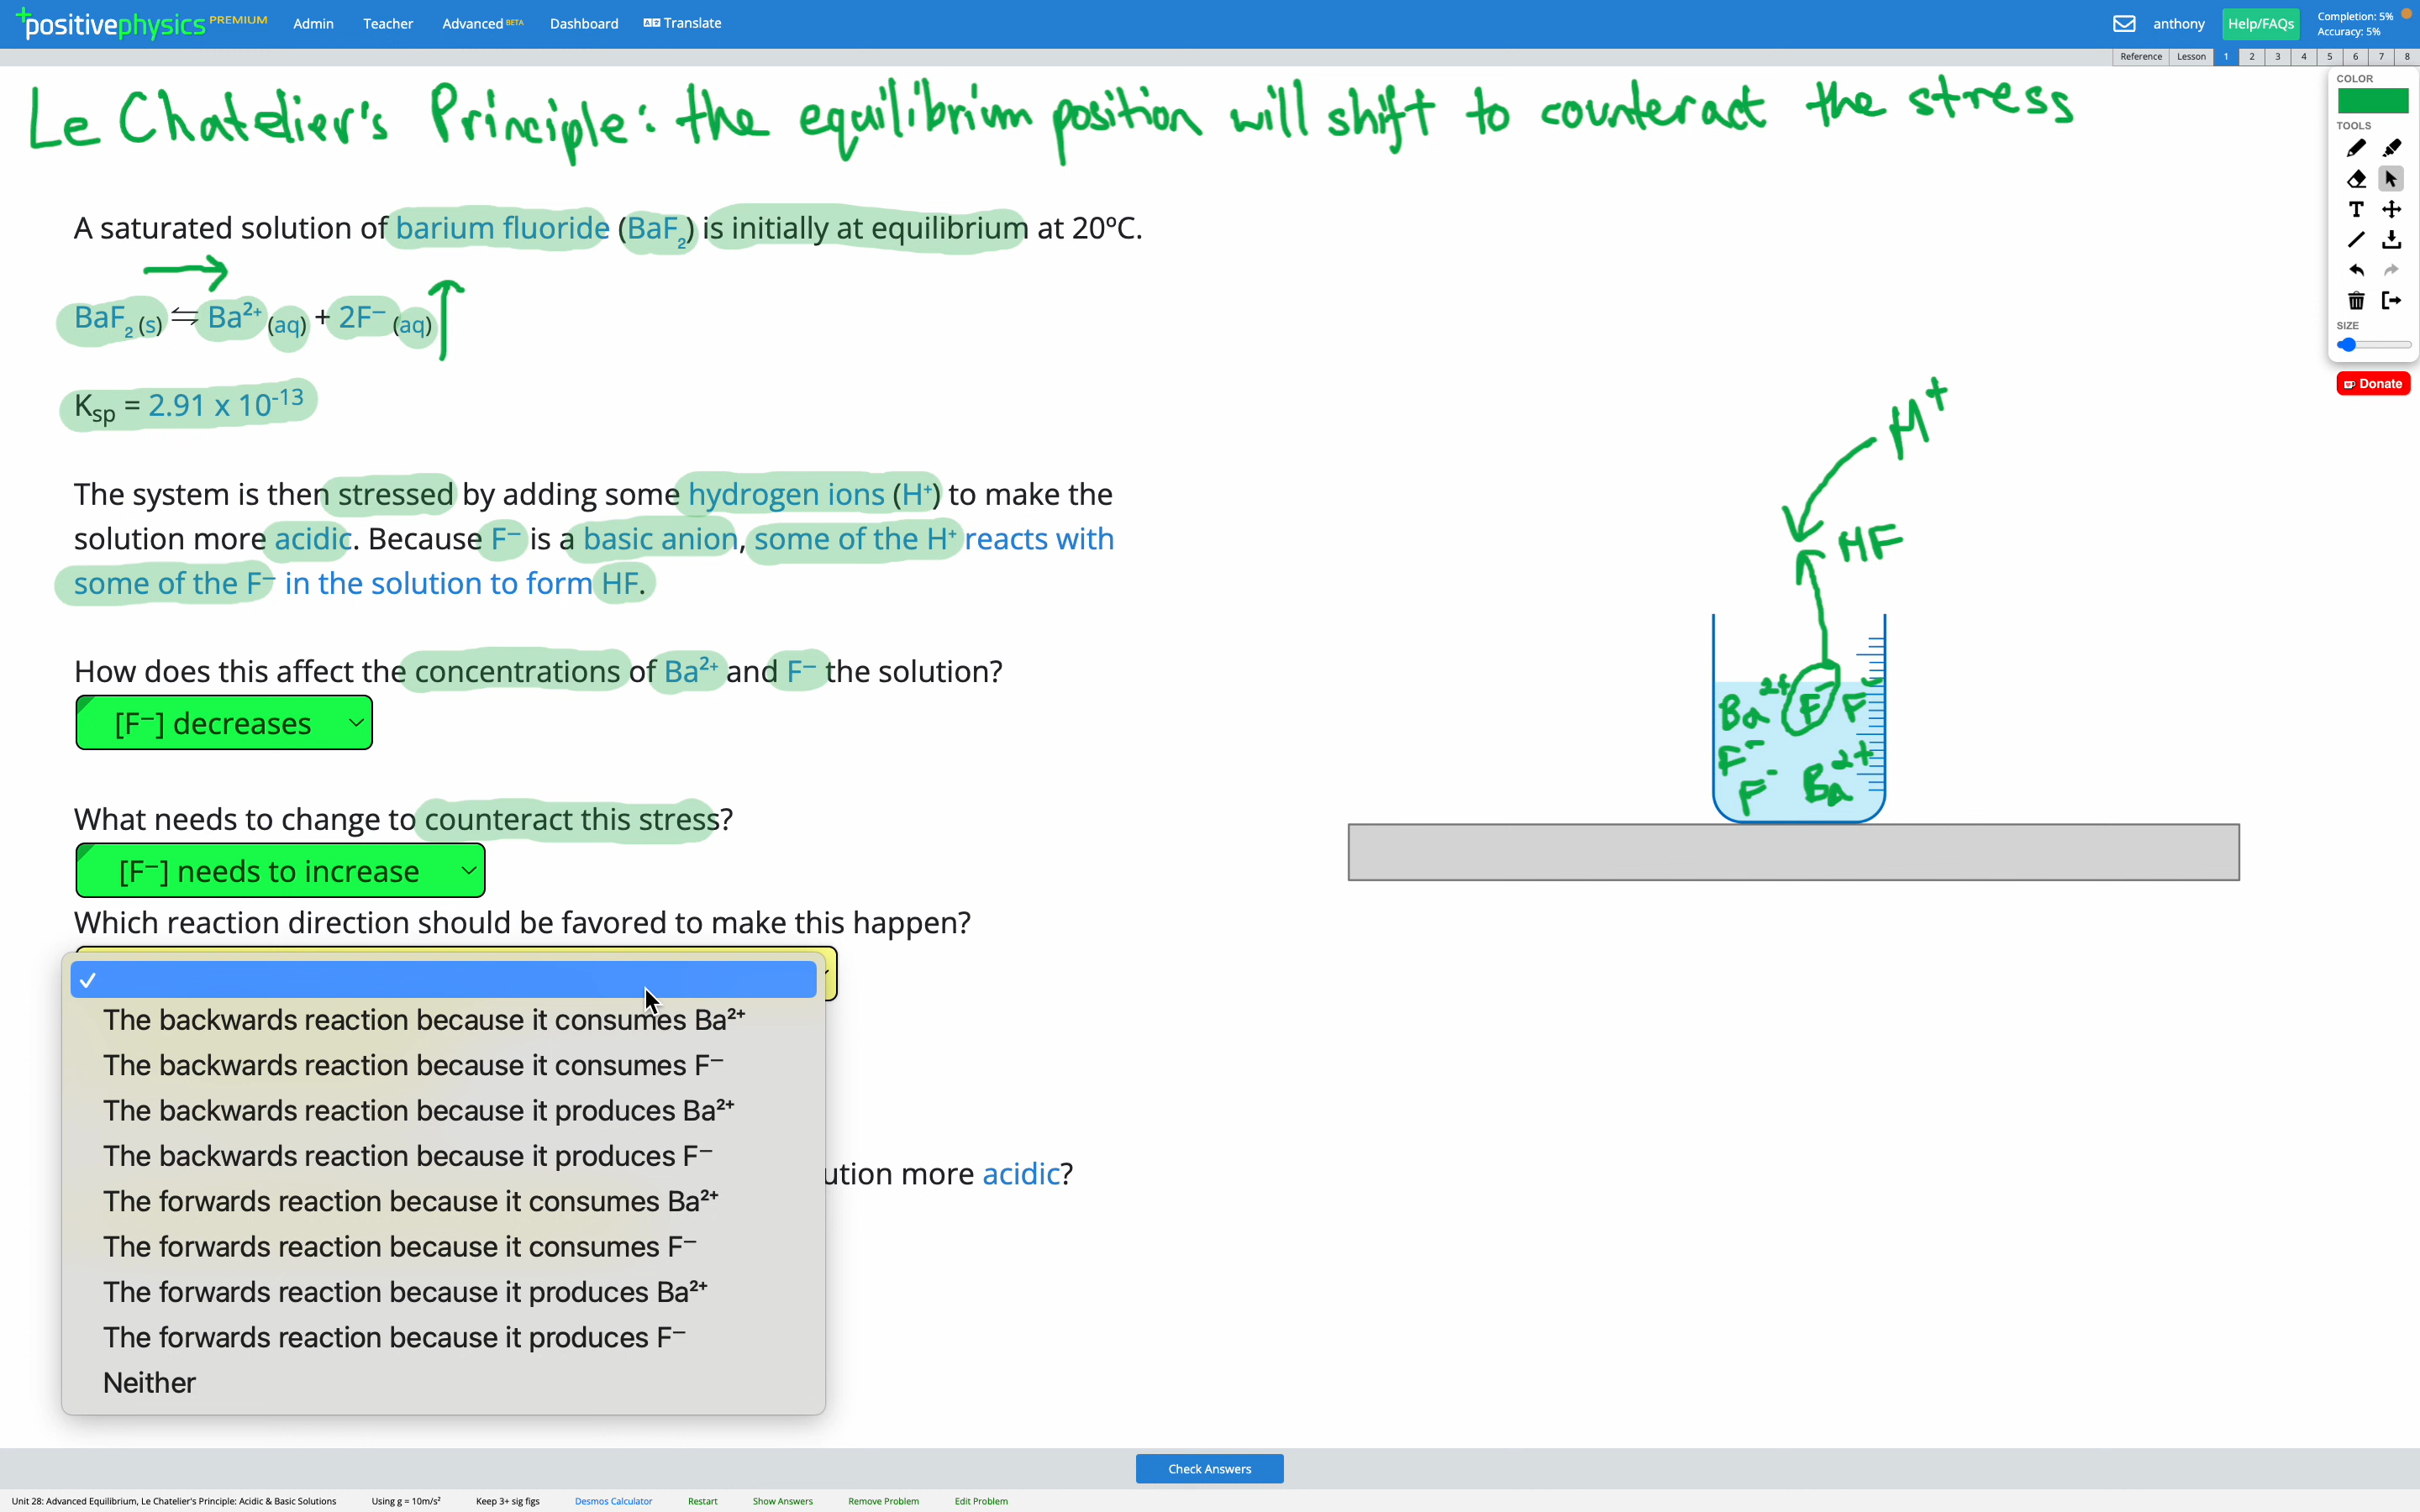 +positivephysics PREMIUM Admin Teacher Advanced BETA Dashboard Translate anthony Help/FAQs Completion: 5%
Accuracy: 5%
Reference Lesson 1 2 3 4 5 6 7 8
COLOR
TOOLS
T
SIZE
Donate
Le Chatelier's Principle: the equilibrium position will shift to counteract the stress
A saturated solution of barium fluoride (BaF₂) is initially at equilibrium at 20ºC.
BaF₂ (s) ⇋ Ba²⁺ (aq) + 2F⁻ (aq)
Ksp = 2.91 x 10⁻¹³
The system is then stressed by adding some hydrogen ions (H⁺) to make the
solution more acidic. Because F⁻ is a basic anion, some of the H⁺ reacts with
some of the F⁻ in the solution to form HF.
How does this affect the concentrations of Ba²⁺ and F⁻ the solution?
[F⁻] decreases
What needs to change to counteract this stress?
[F⁻] needs to increase
Which reaction direction should be favored to make this happen?
✓
The backwards reaction because it consumes Ba²⁺
The backwards reaction because it consumes F⁻
The backwards reaction because it produces Ba²⁺
The backwards reaction because it produces F⁻
The forwards reaction because it consumes Ba²⁺
The forwards reaction because it consumes F⁻
The forwards reaction because it produces Ba²⁺
The forwards reaction because it produces F⁻
Neither
ution more acidic?
H⁺
HF
Ba²⁺ F⁻ F⁻
F⁻
F⁻ Ba²⁺
Check Answers
Unit 28: Advanced Equilibrium, Le Chatelier's Principle: Acidic & Basic Solutions Using g = 10m/s² Keep 3+ sig figs Desmos Calculator Restart Show Answers Remove Problem Edit Problem